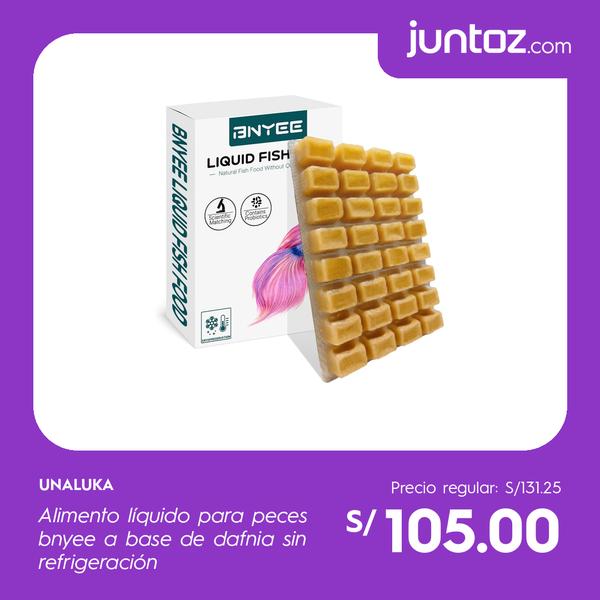 juntoz.com
BNYEE
LIQUID FISH
Natural Fish Food Without
Scientific
Matching
Contains
Probiotics
BNYEE LIQUID FISH FOOD
UNALUKA
Alimento líquido para peces
bnyee a base de dafnia sin
refrigeración
Precio regular: S/131.25
S/105.00